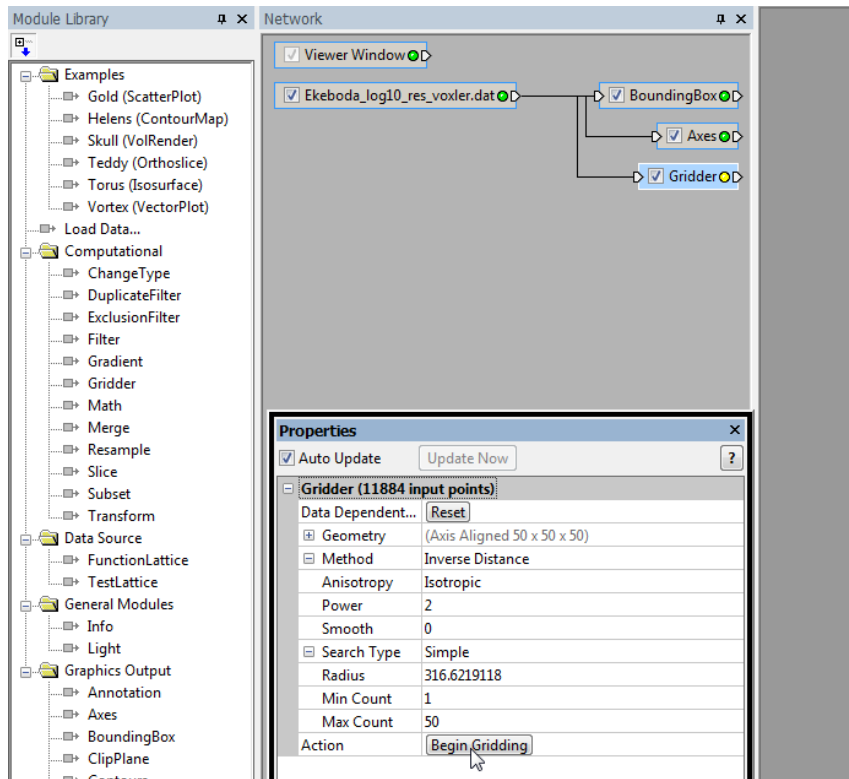 Module Library
Examples
Gold (ScatterPlot)
Helens (ContourMap)
Skull (VolRender)
Teddy (Orthoslice)
Torus (Isosurface)
Vortex (VectorPlot)
Load Data...
Computational
ChangeType
DuplicateFilter
ExclusionFilter
Filter
Gradient
Gridder
Math
Merge
Resample
Slice
Subset
Transform
Data Source
FunctionLattice
TestLattice
General Modules
Info
Light
Graphics Output
Annotation
Axes
BoundingBox
ClipPlane
Network
Viewer Window
Ekeboda_log10_res_voxler.dat
BoundingBox
Axes
Gridder
Properties
Auto Update Update Now ?
Gridder (11884 input points)
Data Dependent... Reset
Geometry (Axis Aligned 50 x 50 x 50)
Method Inverse Distance
Anisotropy Isotropic
Power 2
Smooth 0
Search Type Simple
Radius 316.6219118
Min Count 1
Max Count 50
Action Begin Gridding